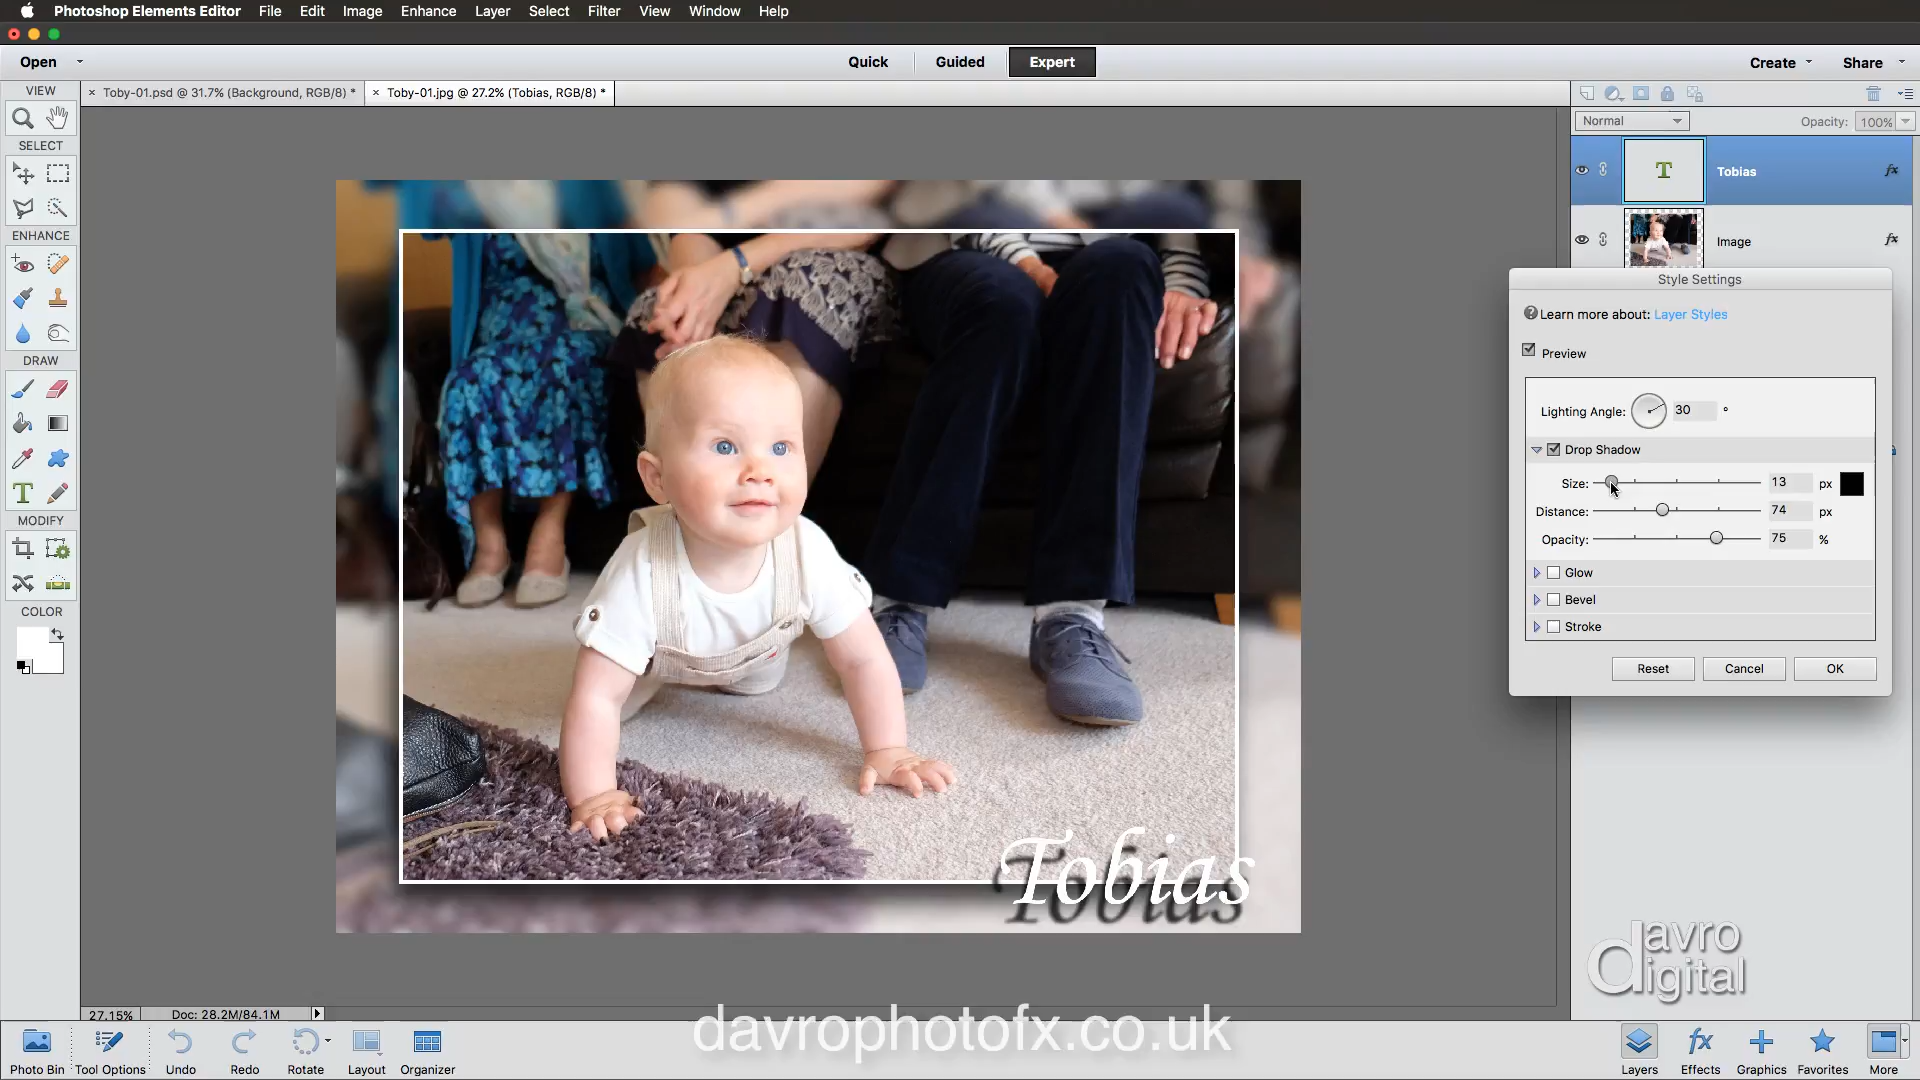 Photoshop Elements Editor File Edit Image Enhance Layer Select Filter View Window Help
Open Quick Guided Expert Create Share
VIEW × Toby-01.psd @ 31.7% (Background, RGB/8) * × Toby-01.jpg @ 27.2% (Tobias, RGB/8) *
Normal Opacity: 100%
SELECT
T Tobias fx
ENHANCE
Image fx
Style Settings
? Learn more about: Layer Styles
Preview
DRAW
Lighting Angle: 30 °
Drop Shadow
Size: 13 px
T
Distance: 74 px
MODIFY
Opacity: 75 %
Glow
Bevel
COLOR
Stroke
Reset Cancel OK
Tobias
davro
digital
27.15% Doc: 28.2M/84.1M
davrophotofx.co.uk
fx
Photo Bin Tool Options Undo Redo Rotate Layout Organizer Layers Effects Graphics Favorites More